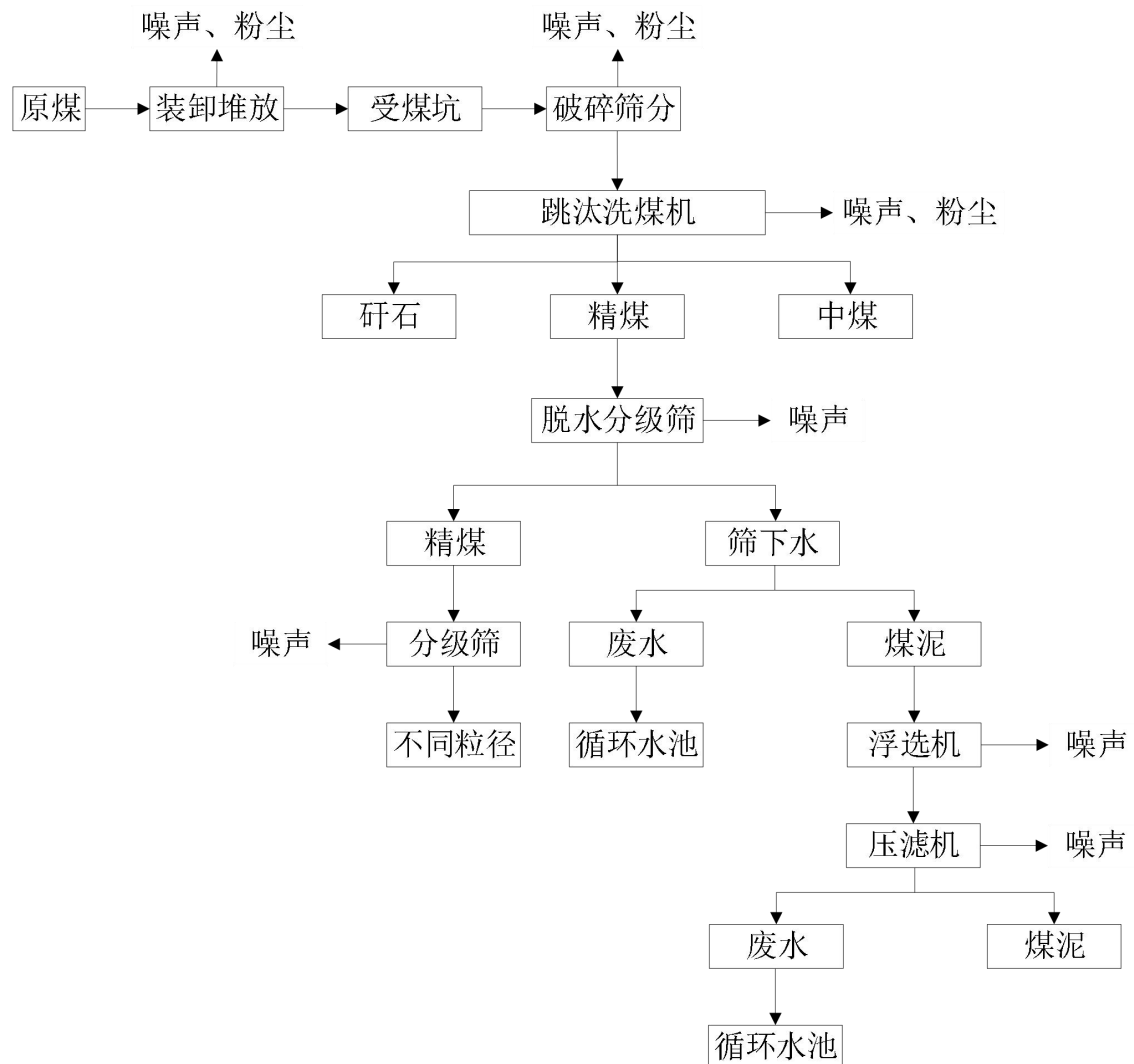 噪声、粉尘
噪声、粉尘
原煤
装卸堆放
受煤坑
破碎筛分
跳汰洗煤机
噪声、粉尘
矸石
精煤
中煤
脱水分级筛
噪声
精煤
筛下水
噪声
分级筛
废水
煤泥
不同粒径
循环水池
浮选机
噪声
压滤机
噪声
废水
煤泥
循环水池